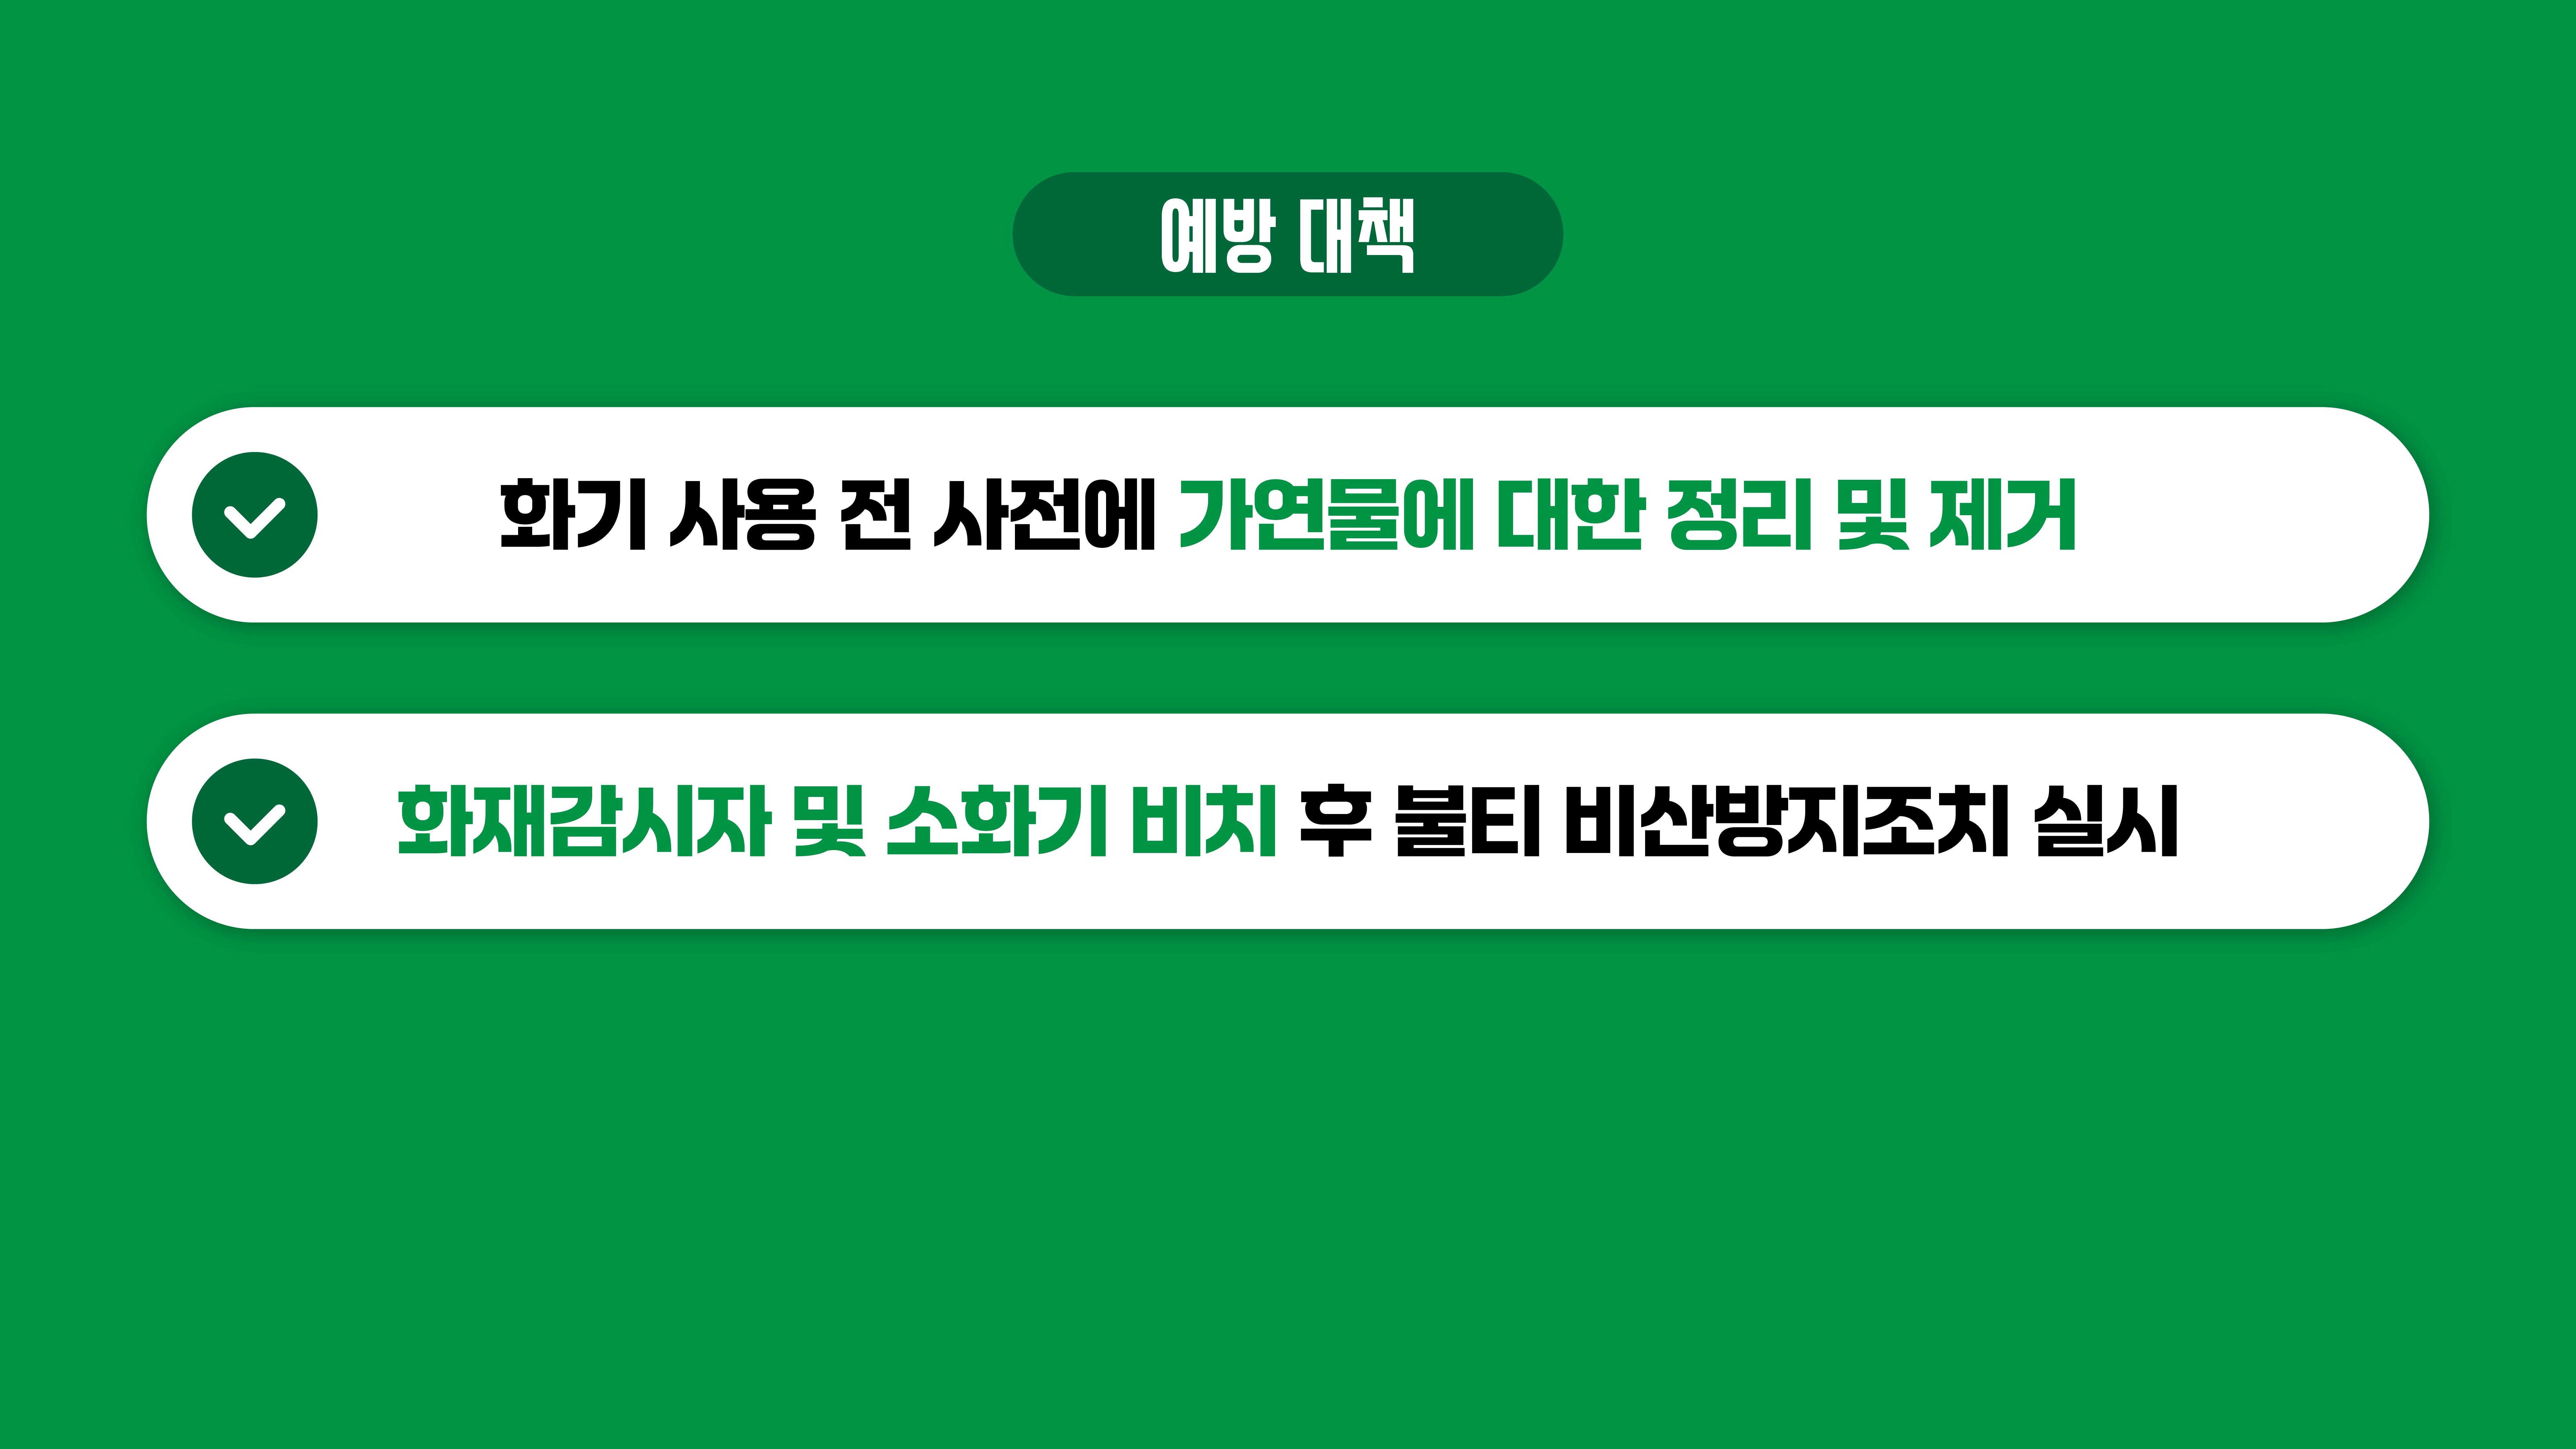 예방 대책
화기 사용 전 사전에 가연물에 대한 정리 및 제거
화재감시자 및 소화기 비치 후 불티 비산방지조치 실시